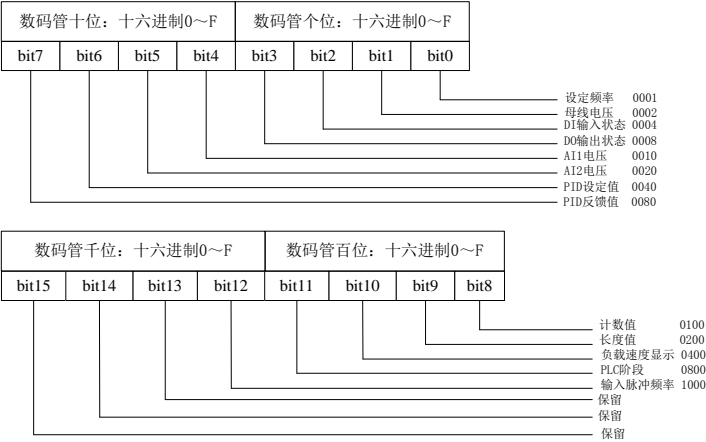 数码管十位：十六进制0～F 数码管个位：十六进制0～F
bit7 bit6 bit5 bit4 bit3 bit2 bit1 bit0
设定频率 0001
母线电压 0002
DI输入状态 0004
DO输出状态 0008
AI1电压 0010
AI2电压 0020
PID设定值 0040
PID反馈值 0080
数码管千位：十六进制0～F 数码管百位：十六进制0～F
bit15 bit14 bit13 bit12 bit11 bit10 bit9 bit8
计数值 0100
长度值 0200
负载速度显示 0400
PLC阶段 0800
输入脉冲频率 1000
保留
保留
保留